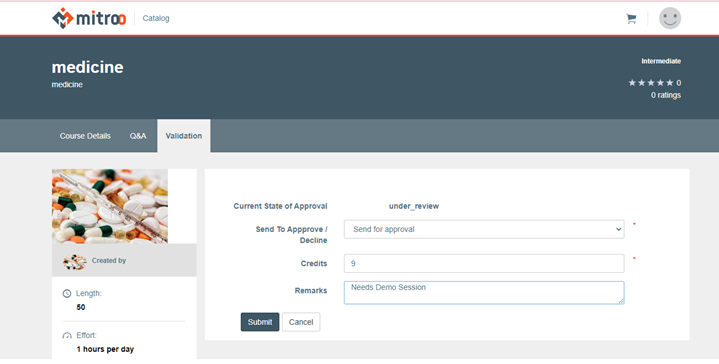 mitroo Catalog
medicine
medicine
Intermediate
0
0 ratings
Course Details Q&A Validation
Current State of Approval under_review
Send To Appprove / Decline Send for approval *
Credits 9 *
Remarks Needs Demo Session
Submit Cancel
Created by
Length:
50
Effort:
1 hours per day